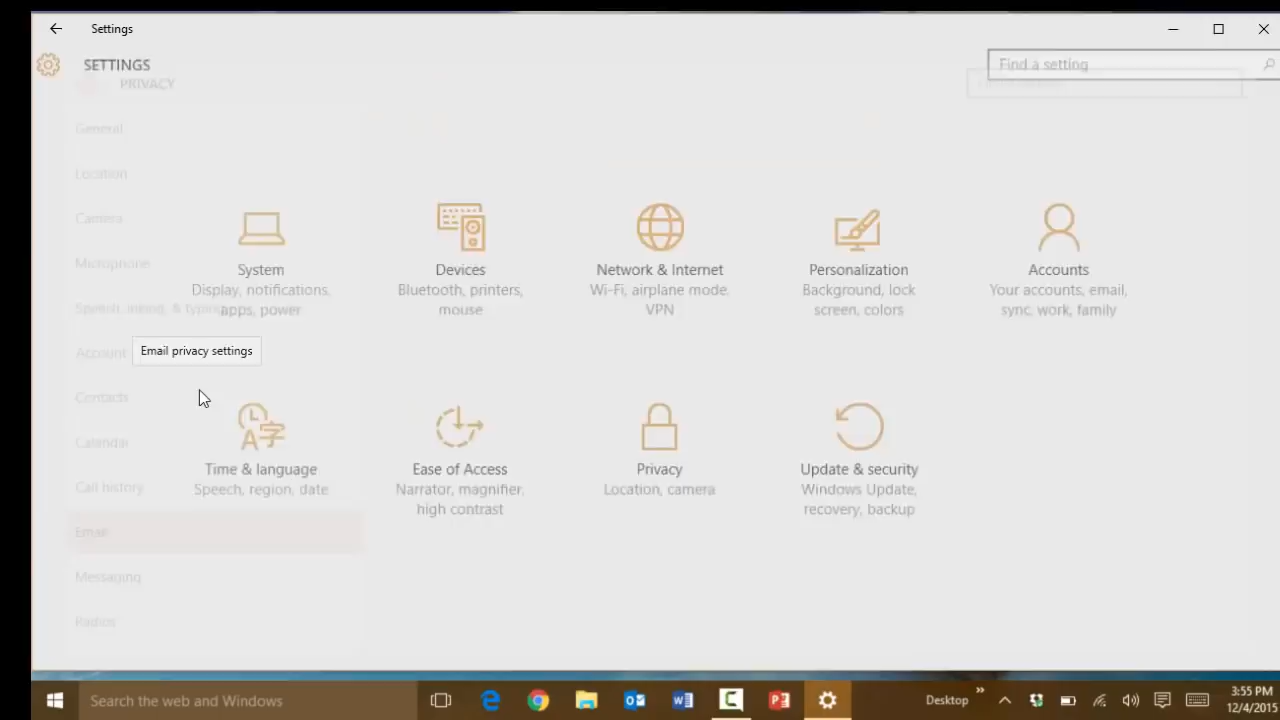 Settings
SETTINGS
Find a setting
PRIVACY
General
Location
Camera
Microphone
Speech, inking, & typing
Account
Contacts
Calendar
Call history
Email
Messaging
Radios
Email privacy settings
System
Display, notifications,
apps, power
Devices
Bluetooth, printers,
mouse
Network & Internet
Wi-Fi, airplane mode,
VPN
Personalization
Background, lock
screen, colors
Accounts
Your accounts, email,
sync, work, family
Time & language
Speech, region, date
Ease of Access
Narrator, magnifier,
high contrast
Privacy
Location, camera
Update & security
Windows Update,
recovery, backup
Search the web and Windows
Desktop
3:55 PM
12/4/2015